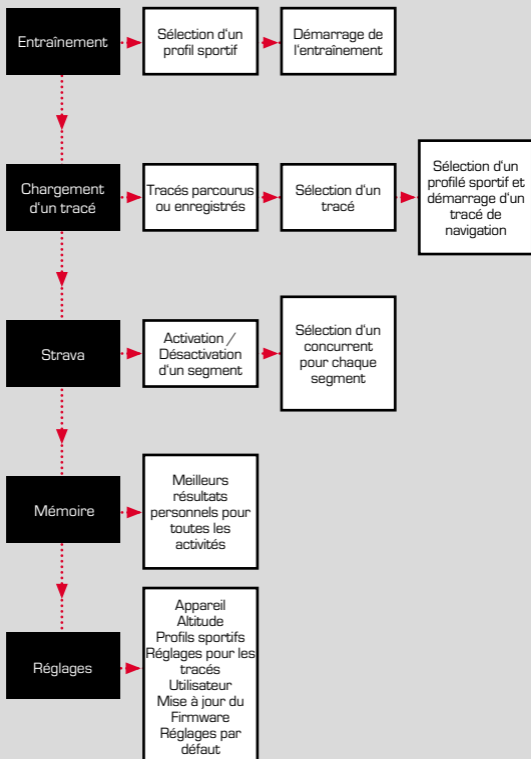 Entraînement
Sélection d'un
profil sportif
Démarrage de
l'entraînement
Chargement
d'un tracé
Tracés parcourus
ou enregistrés
Sélection d'un
tracé
Sélection d'un
profilé sportif et
démarrage d'un
tracé de
navigation
Strava
Activation /
Désactivation
d'un segment
Sélection d'un
concurrent
pour chaque
segment
Mémoire
Meilleurs
résultats
personnels pour
toutes les
activités
Réglages
Appareil
Altitude
Profils sportifs
Réglages pour les
tracés
Utilisateur
Mise à jour du
Firmware
Réglages par
défaut